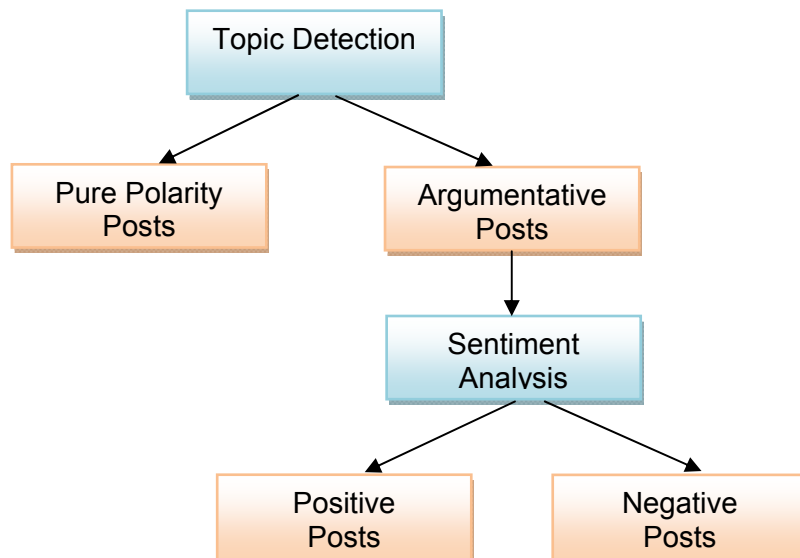 Topic Detection
Pure Polarity
Posts
Argumentative
Posts
Sentiment
Analysis
Positive
Posts
Negative
Posts